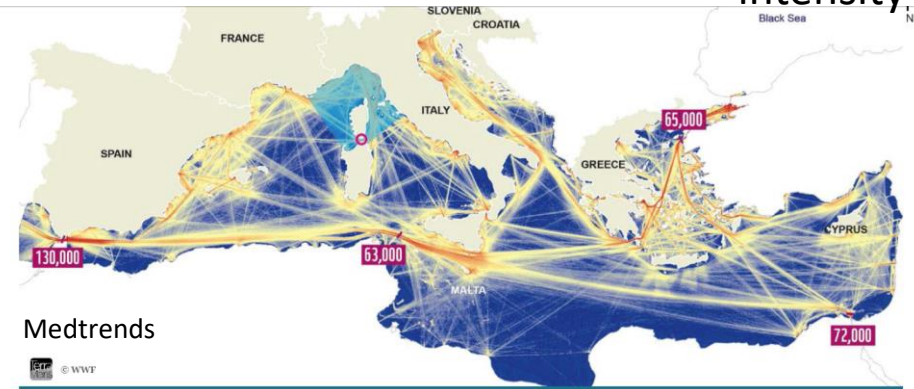 Intensity
SLOVENIA
CROATIA
Black Sea
FRANCE
ITALY
65,000
SPAIN
GREECE
CYPRUS
130,000
63,000
MALTA
72,000
Medtrends
© WWF